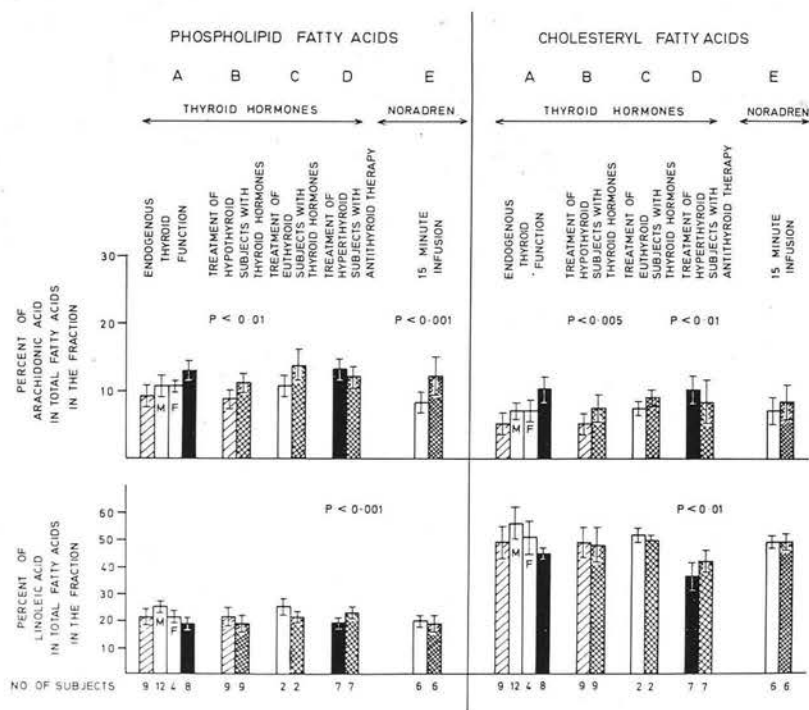 PHOSPHOLIPID FATTY ACIDS
A B C D E
THYROID HORMONES NORADREN
ENDOGENOUS
THYROID
FUNCTION
TREATMENT OF
HYPOTHYROID
SUBJECTS WITH
THYROID HORMONES
TREATMENT OF
EUTHYROID
SUBJECTS WITH
THYROID HORMONES
TREATMENT OF
HYPERTHYROID
SUBJECTS WITH
ANTITHYROID THERAPY
15 MINUTE
INFUSION
CHOLESTERYL FATTY ACIDS
A B C D E
THYROID HORMONES NORADREN
ENDOGENOUS
THYROID
FUNCTION
TREATMENT OF
HYPOTHYROID
SUBJECTS WITH
THYROID HORMONES
TREATMENT OF
EUTHYROID
SUBJECTS WITH
THYROID HORMONES
TREATMENT OF
HYPERTHYROID
SUBJECTS WITH
ANTITHYROID THERAPY
15 MINUTE
INFUSION
PERCENT OF
ARACHIDONIC ACID
IN TOTAL FATTY ACIDS
IN THE FRACTION
30
20
10
P < 0.01 P < 0.001 P < 0.005 P < 0.01
M F M F
PERCENT OF
LINOLEIC ACID
IN TOTAL FATTY ACIDS
IN THE FRACTION
60
50
40
30
20
10
P < 0.001 P < 0.01
M F M F
NO OF SUBJECTS 9 12 4 8 9 9 2 2 7 7 6 6 9 12 4 8 9 9 2 2 7 7 6 6